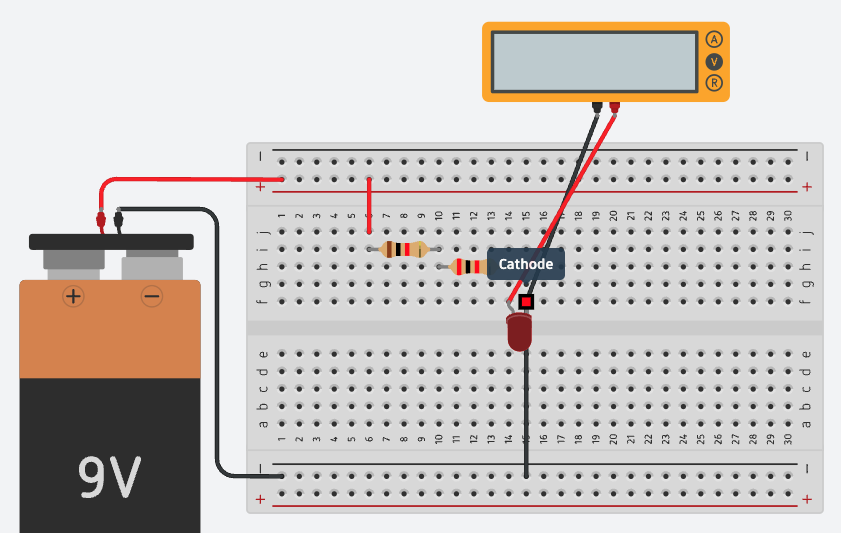 A
V
R
− −
+ +
1 2 3 4 5 6 7 8 9 10 11 12 13 14 15 16 17 18 19 20 21 22 23 24 25 26 27 28 29 30
j j
i i
Cathode
h h
g g
+ −
f f
e e
d d
c c
b b
a a
1 2 3 4 5 6 7 8 9 10 11 12 13 14 15 16 17 18 19 20 21 22 23 24 25 26 27 28 29 30
9V
− −
+ +